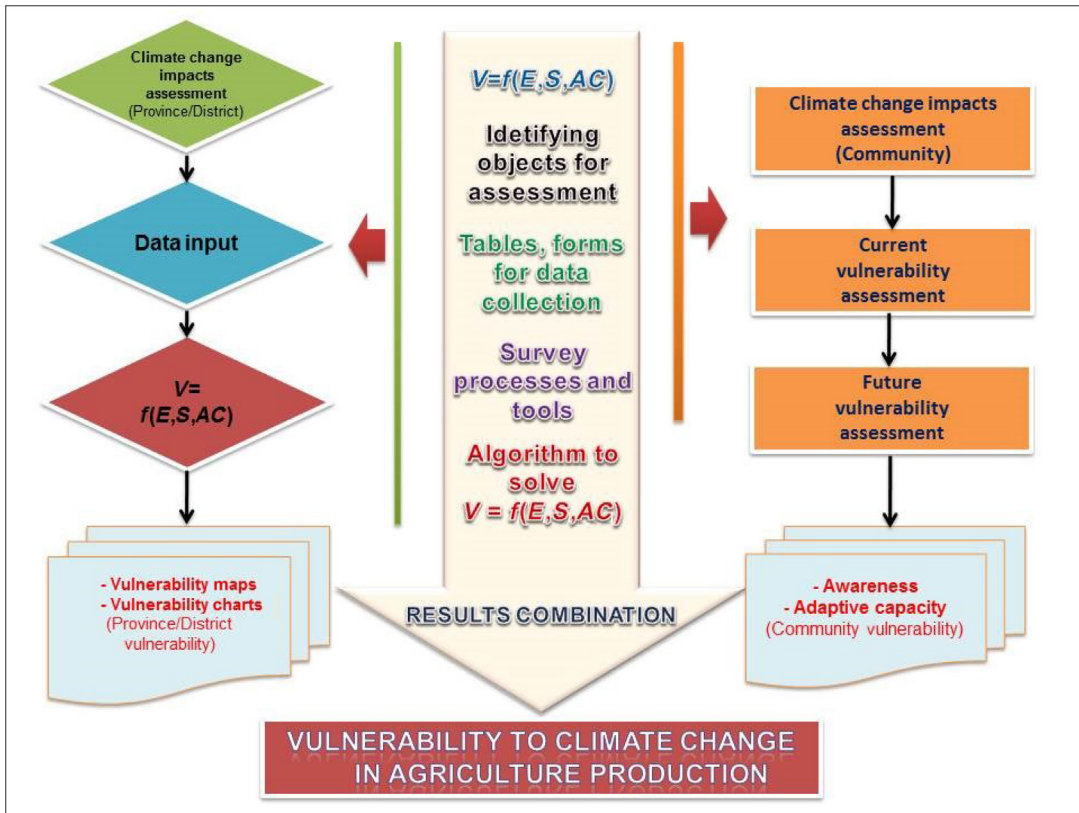 Climate change
impacts
assessment
(Province/District)
Data input
V=
f(E,S,AC)
- Vulnerability maps
- Vulnerability charts
(Province/District
vulnerability)
V=f(E,S,AC)
Idetifying
objects for
assessment
Tables, forms
for data
collection
Survey
processes and
tools
Algorithm to
solve
V = f(E,S,AC)
RESULTS COMBINATION
Climate change impacts
assessment
(Community)
Current
vulnerability
assessment
Future
vulnerability
assessment
- Awareness
- Adaptive capacity
(Community vulnerability)
VULNERABILITY TO CLIMATE CHANGE
IN AGRICULTURE PRODUCTION